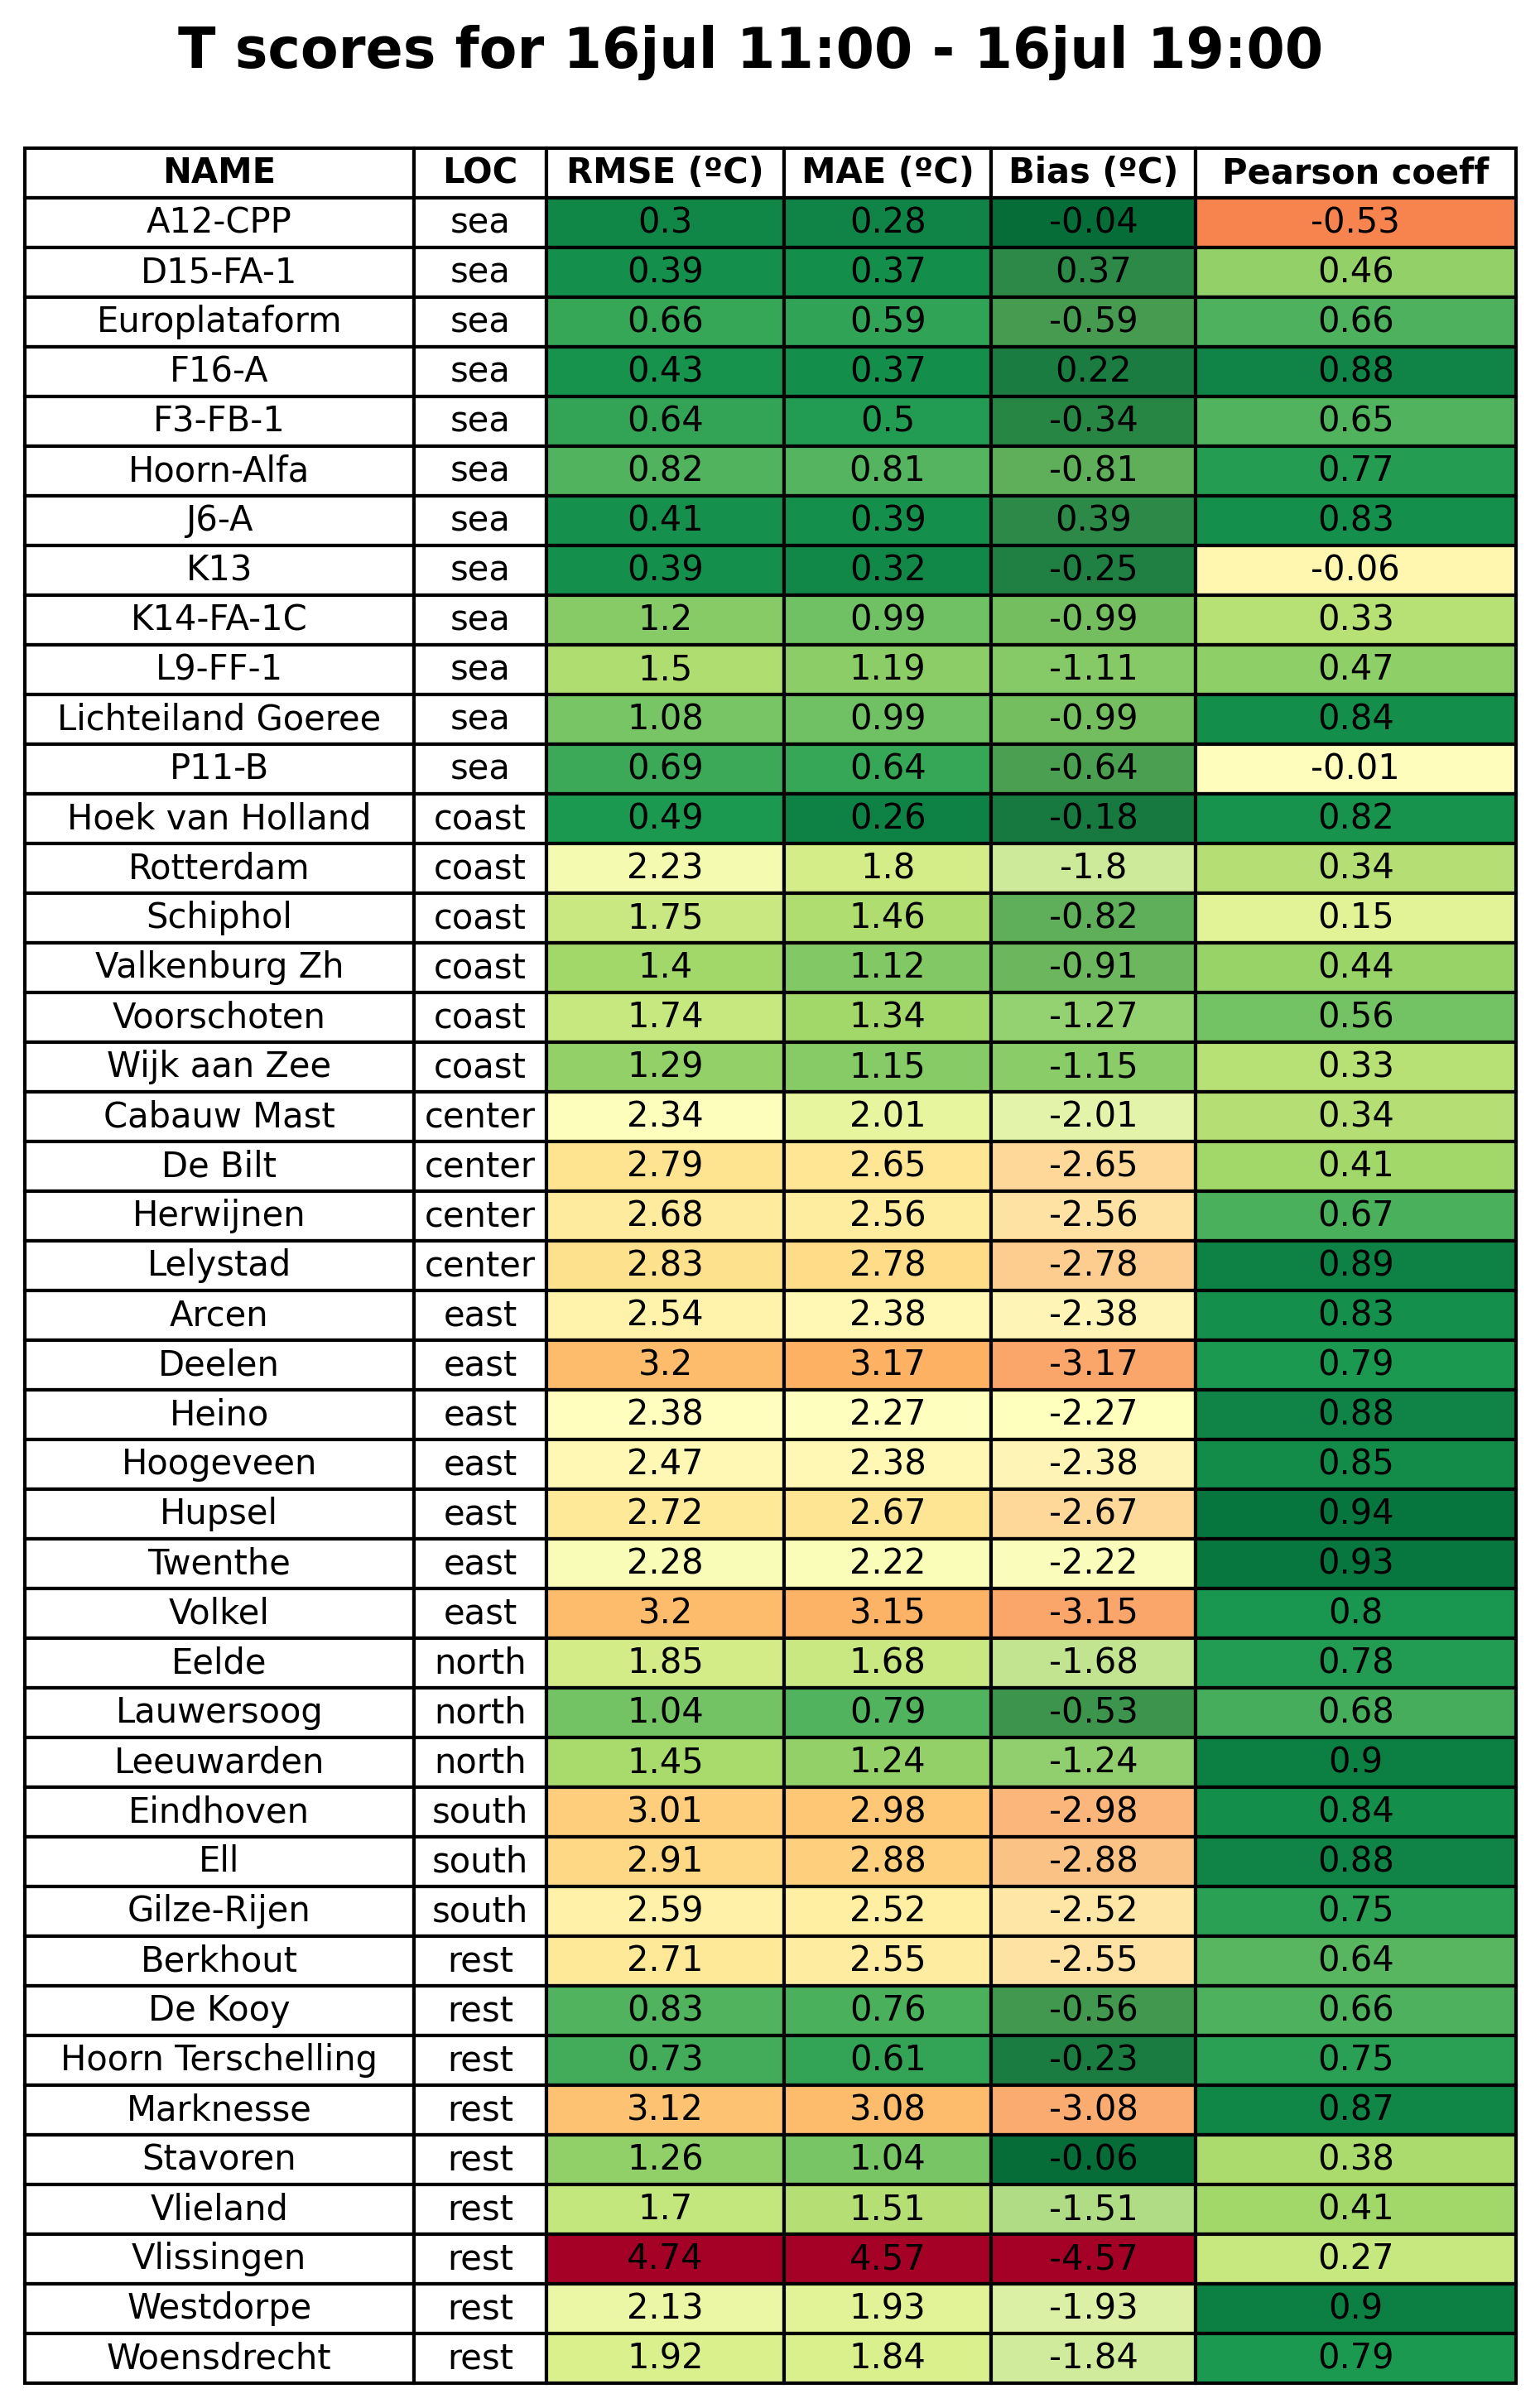 T scores for 16jul 11:00 - 16jul 19:00
NAME LOC RMSE (ºC) MAE (ºC) Bias (ºC) Pearson coeff
A12-CPP sea 0.3 0.28 -0.04 -0.53
D15-FA-1 sea 0.39 0.37 0.37 0.46
Europlataform sea 0.66 0.59 -0.59 0.66
F16-A sea 0.43 0.37 0.22 0.88
F3-FB-1 sea 0.64 0.5 -0.34 0.65
Hoorn-Alfa sea 0.82 0.81 -0.81 0.77
J6-A sea 0.41 0.39 0.39 0.83
K13 sea 0.39 0.32 -0.25 -0.06
K14-FA-1C sea 1.2 0.99 -0.99 0.33
L9-FF-1 sea 1.5 1.19 -1.11 0.47
Lichteiland Goeree sea 1.08 0.99 -0.99 0.84
P11-B sea 0.69 0.64 -0.64 -0.01
Hoek van Holland coast 0.49 0.26 -0.18 0.82
Rotterdam coast 2.23 1.8 -1.8 0.34
Schiphol coast 1.75 1.46 -0.82 0.15
Valkenburg Zh coast 1.4 1.12 -0.91 0.44
Voorschoten coast 1.74 1.34 -1.27 0.56
Wijk aan Zee coast 1.29 1.15 -1.15 0.33
Cabauw Mast center 2.34 2.01 -2.01 0.34
De Bilt center 2.79 2.65 -2.65 0.41
Herwijnen center 2.68 2.56 -2.56 0.67
Lelystad center 2.83 2.78 -2.78 0.89
Arcen east 2.54 2.38 -2.38 0.83
Deelen east 3.2 3.17 -3.17 0.79
Heino east 2.38 2.27 -2.27 0.88
Hoogeveen east 2.47 2.38 -2.38 0.85
Hupsel east 2.72 2.67 -2.67 0.94
Twenthe east 2.28 2.22 -2.22 0.93
Volkel east 3.2 3.15 -3.15 0.8
Eelde north 1.85 1.68 -1.68 0.78
Lauwersoog north 1.04 0.79 -0.53 0.68
Leeuwarden north 1.45 1.24 -1.24 0.9
Eindhoven south 3.01 2.98 -2.98 0.84
Ell south 2.91 2.88 -2.88 0.88
Gilze-Rijen south 2.59 2.52 -2.52 0.75
Berkhout rest 2.71 2.55 -2.55 0.64
De Kooy rest 0.83 0.76 -0.56 0.66
Hoorn Terschelling rest 0.73 0.61 -0.23 0.75
Marknesse rest 3.12 3.08 -3.08 0.87
Stavoren rest 1.26 1.04 -0.06 0.38
Vlieland rest 1.7 1.51 -1.51 0.41
Vlissingen rest 4.74 4.57 -4.57 0.27
Westdorpe rest 2.13 1.93 -1.93 0.9
Woensdrecht rest 1.92 1.84 -1.84 0.79